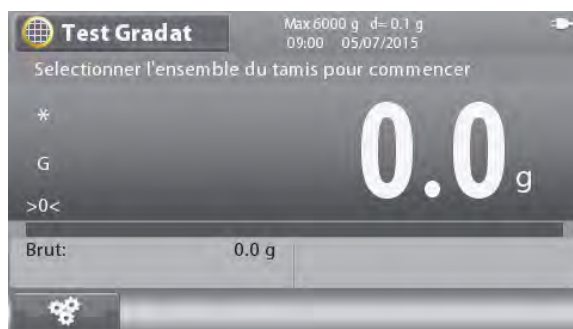 Test Gradat
Max 6000 g d= 0.1 g
09:00 05/07/2015
Selectionner l'ensemble du tamis pour commencer
*
G
>0<
0.0 g
Brut: 0.0 g